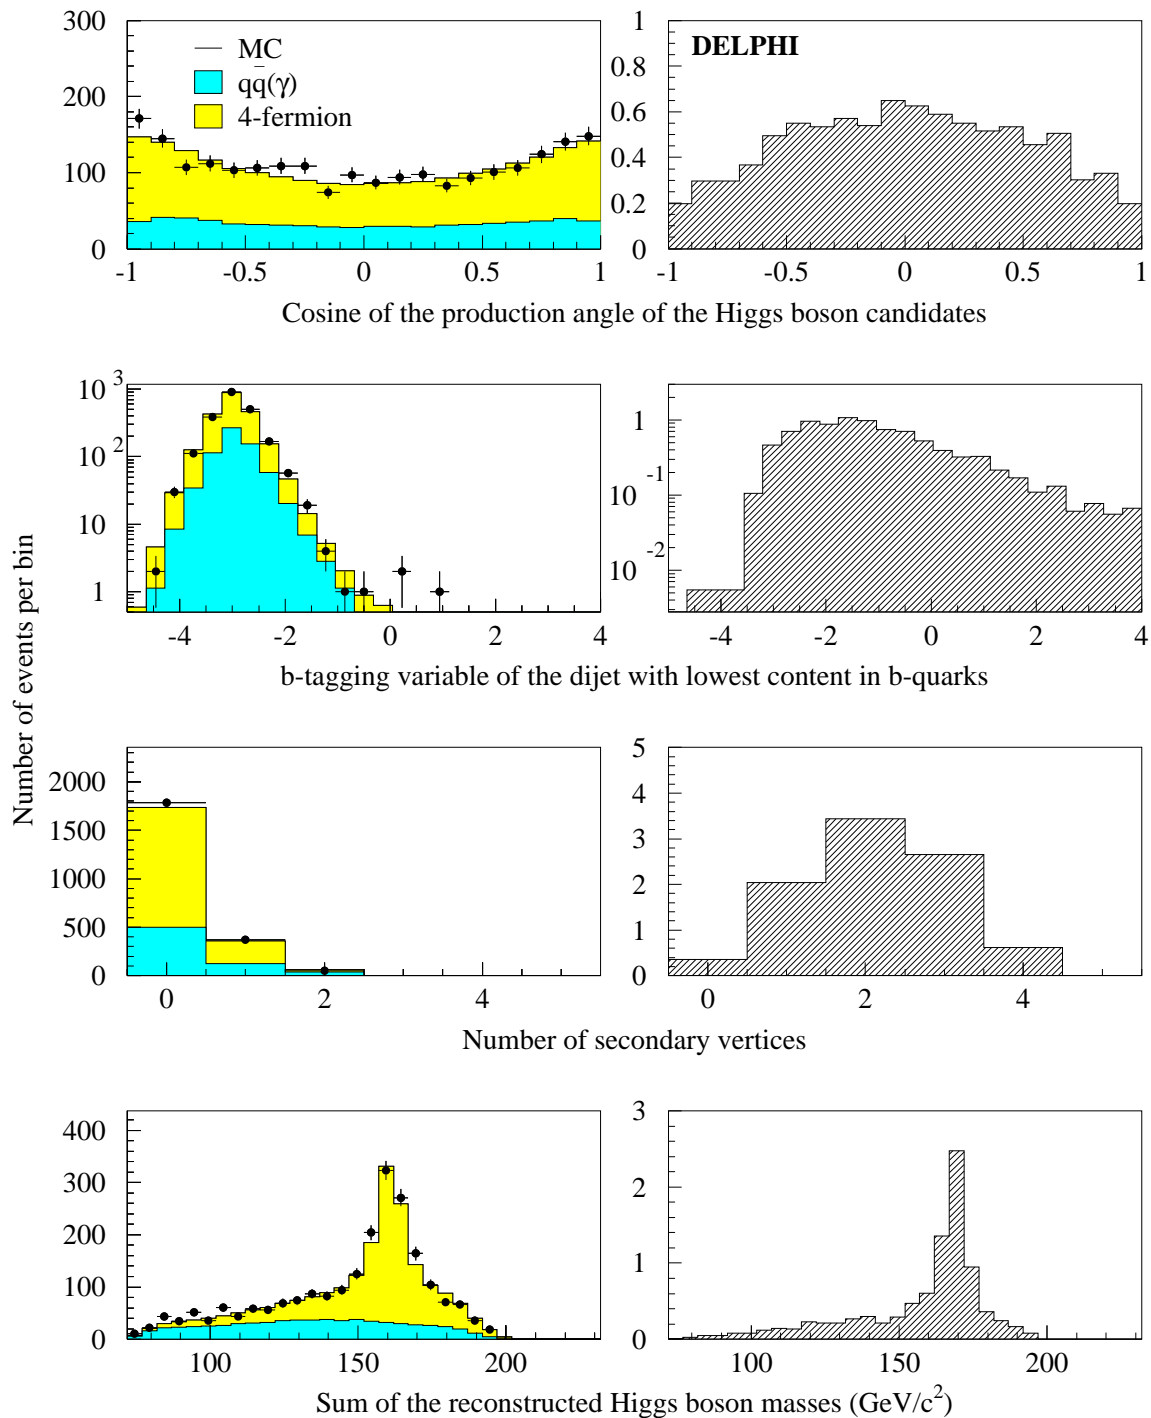 300
200
100
0
-1 -0.5 0 0.5 1
MC
qq̄(γ)
4-fermion
1
0.8
0.6
0.4
0.2
0
-1 -0.5 0 0.5 1
DELPHI
Cosine of the production angle of the Higgs boson candidates
10^3
10^2
10
1
-4 -2 0 2 4
1
10^-1
10^-2
-4 -2 0 2 4
b-tagging variable of the dijet with lowest content in b-quarks
Number of events per bin
2000
1500
1000
500
0
0 2 4
5
4
3
2
1
0
0 2 4
Number of secondary vertices
400
300
200
100
0
100 150 200
3
2
1
0
100 150 200
Sum of the reconstructed Higgs boson masses (GeV/c^2)